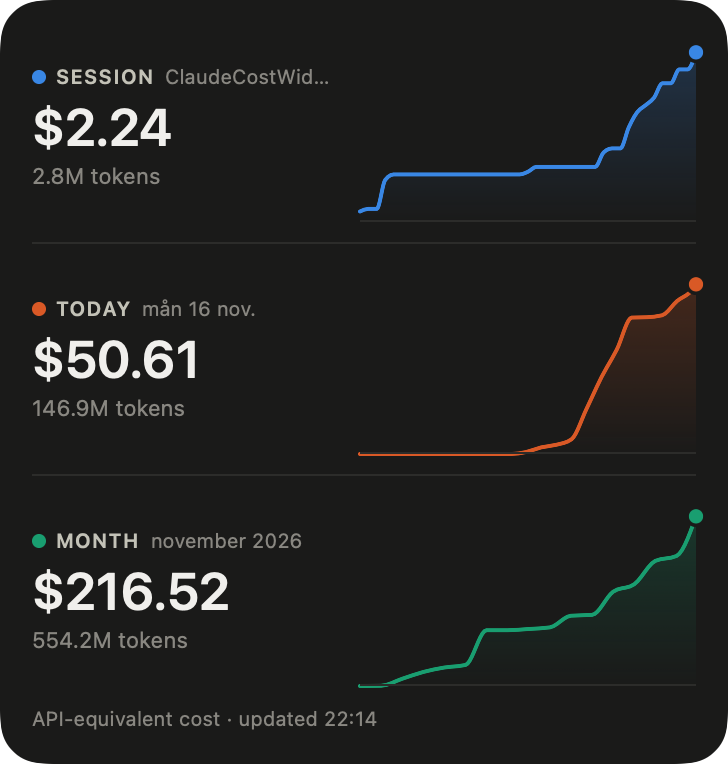 SESSION ClaudeCostWid…
$2.24
2.8M tokens
TODAY mån 16 nov.
$50.61
146.9M tokens
MONTH november 2026
$216.52
554.2M tokens
API-equivalent cost · updated 22:14